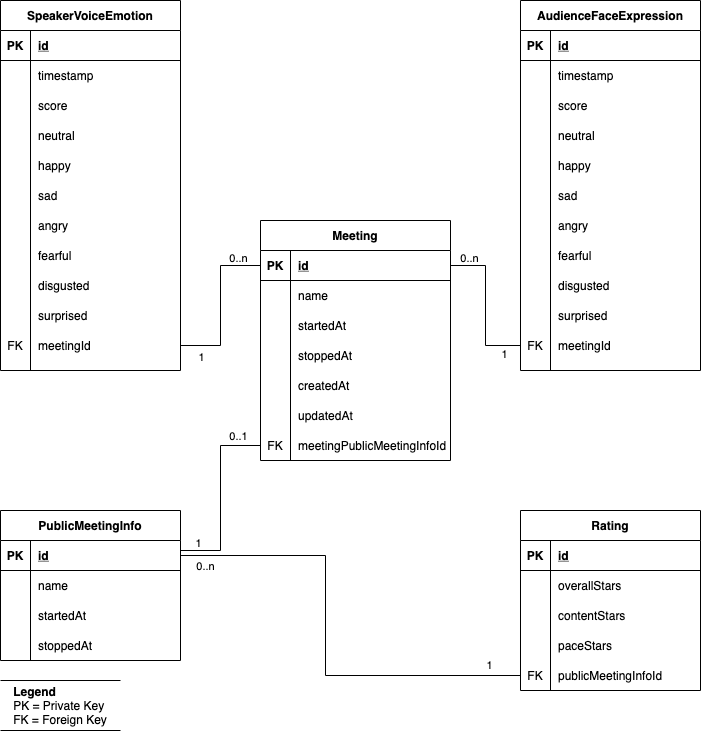 SpeakerVoiceEmotion
PK id
timestamp
score
neutral
happy
sad
angry
fearful
disgusted
surprised
FK meetingId
AudienceFaceExpression
PK id
timestamp
score
neutral
happy
sad
angry
fearful
disgusted
surprised
FK meetingId
Meeting
PK id
name
startedAt
stoppedAt
createdAt
updatedAt
FK meetingPublicMeetingInfoId
0..n
1
0..n
1
0..1
1
0..n
1
PublicMeetingInfo
PK id
name
startedAt
stoppedAt
Rating
PK id
overallStars
contentStars
paceStars
FK publicMeetingInfoId
Legend
PK = Private Key
FK = Foreign Key